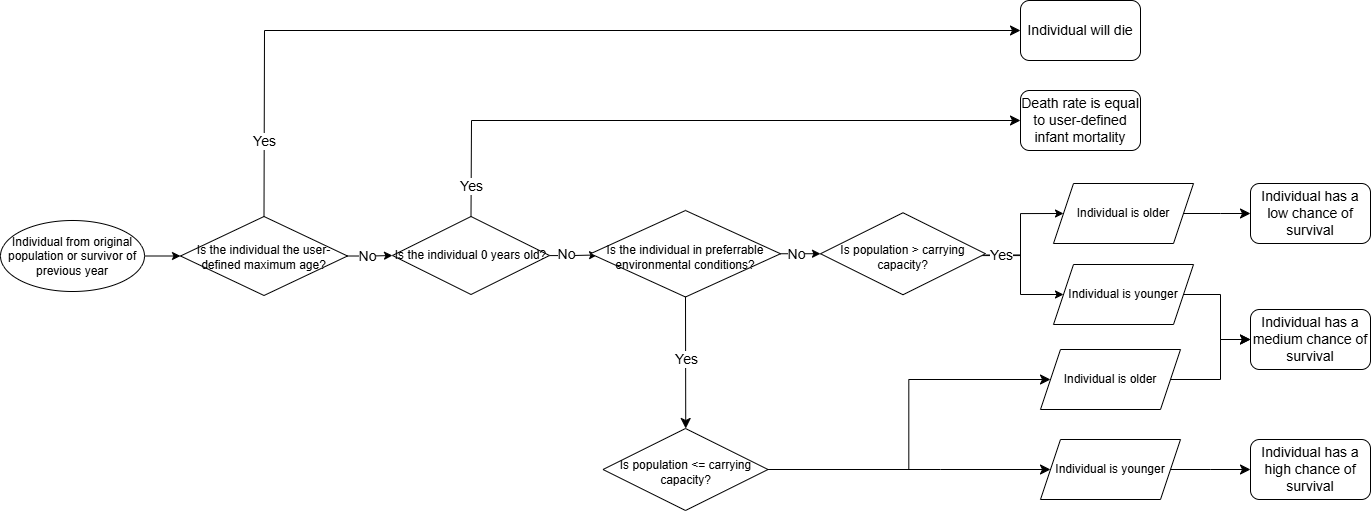 Individual will die
Death rate is equal
to user-defined
infant mortality
Yes
Yes
Individual from original
population or survivor of
previous year
Is the individual the user-
defined maximum age?
No
Is the individual 0 years old?
No
Is the individual in preferrable
environmental conditions?
No
Is population > carrying
capacity?
Yes
Individual is older
Individual has a
low chance of
survival
Individual is younger
Individual has a
medium chance of
survival
Yes
Individual is older
Is population <= carrying
capacity?
Individual is younger
Individual has a
high chance of
survival